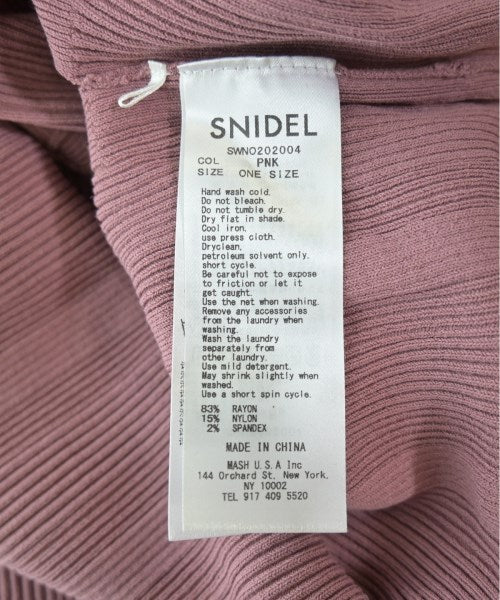 SNIDEL
SWNO202004
COL PNK
SIZE ONE SIZE
Hand wash cold.
Do not bleach.
Do not tumble dry.
Dry flat in shade.
Cool iron.
use press cloth.
Dryclean,
petroleum solvent only.
short cycle.
Be careful not to expose
to friction or let it
get caught.
Use the net when washing.
Remove any accessories
from the laundry when
washing.
Wash the laundry
separately from
other laundry.
Use mild detergent.
May shrink slightly when
washed.
Use a short spin cycle.
83% RAYON
15% NYLON
2% SPANDEX
MADE IN CHINA
MASH U.S.A Inc
144 Orchard St. New York,
NY 10002
TEL 917 409 5520